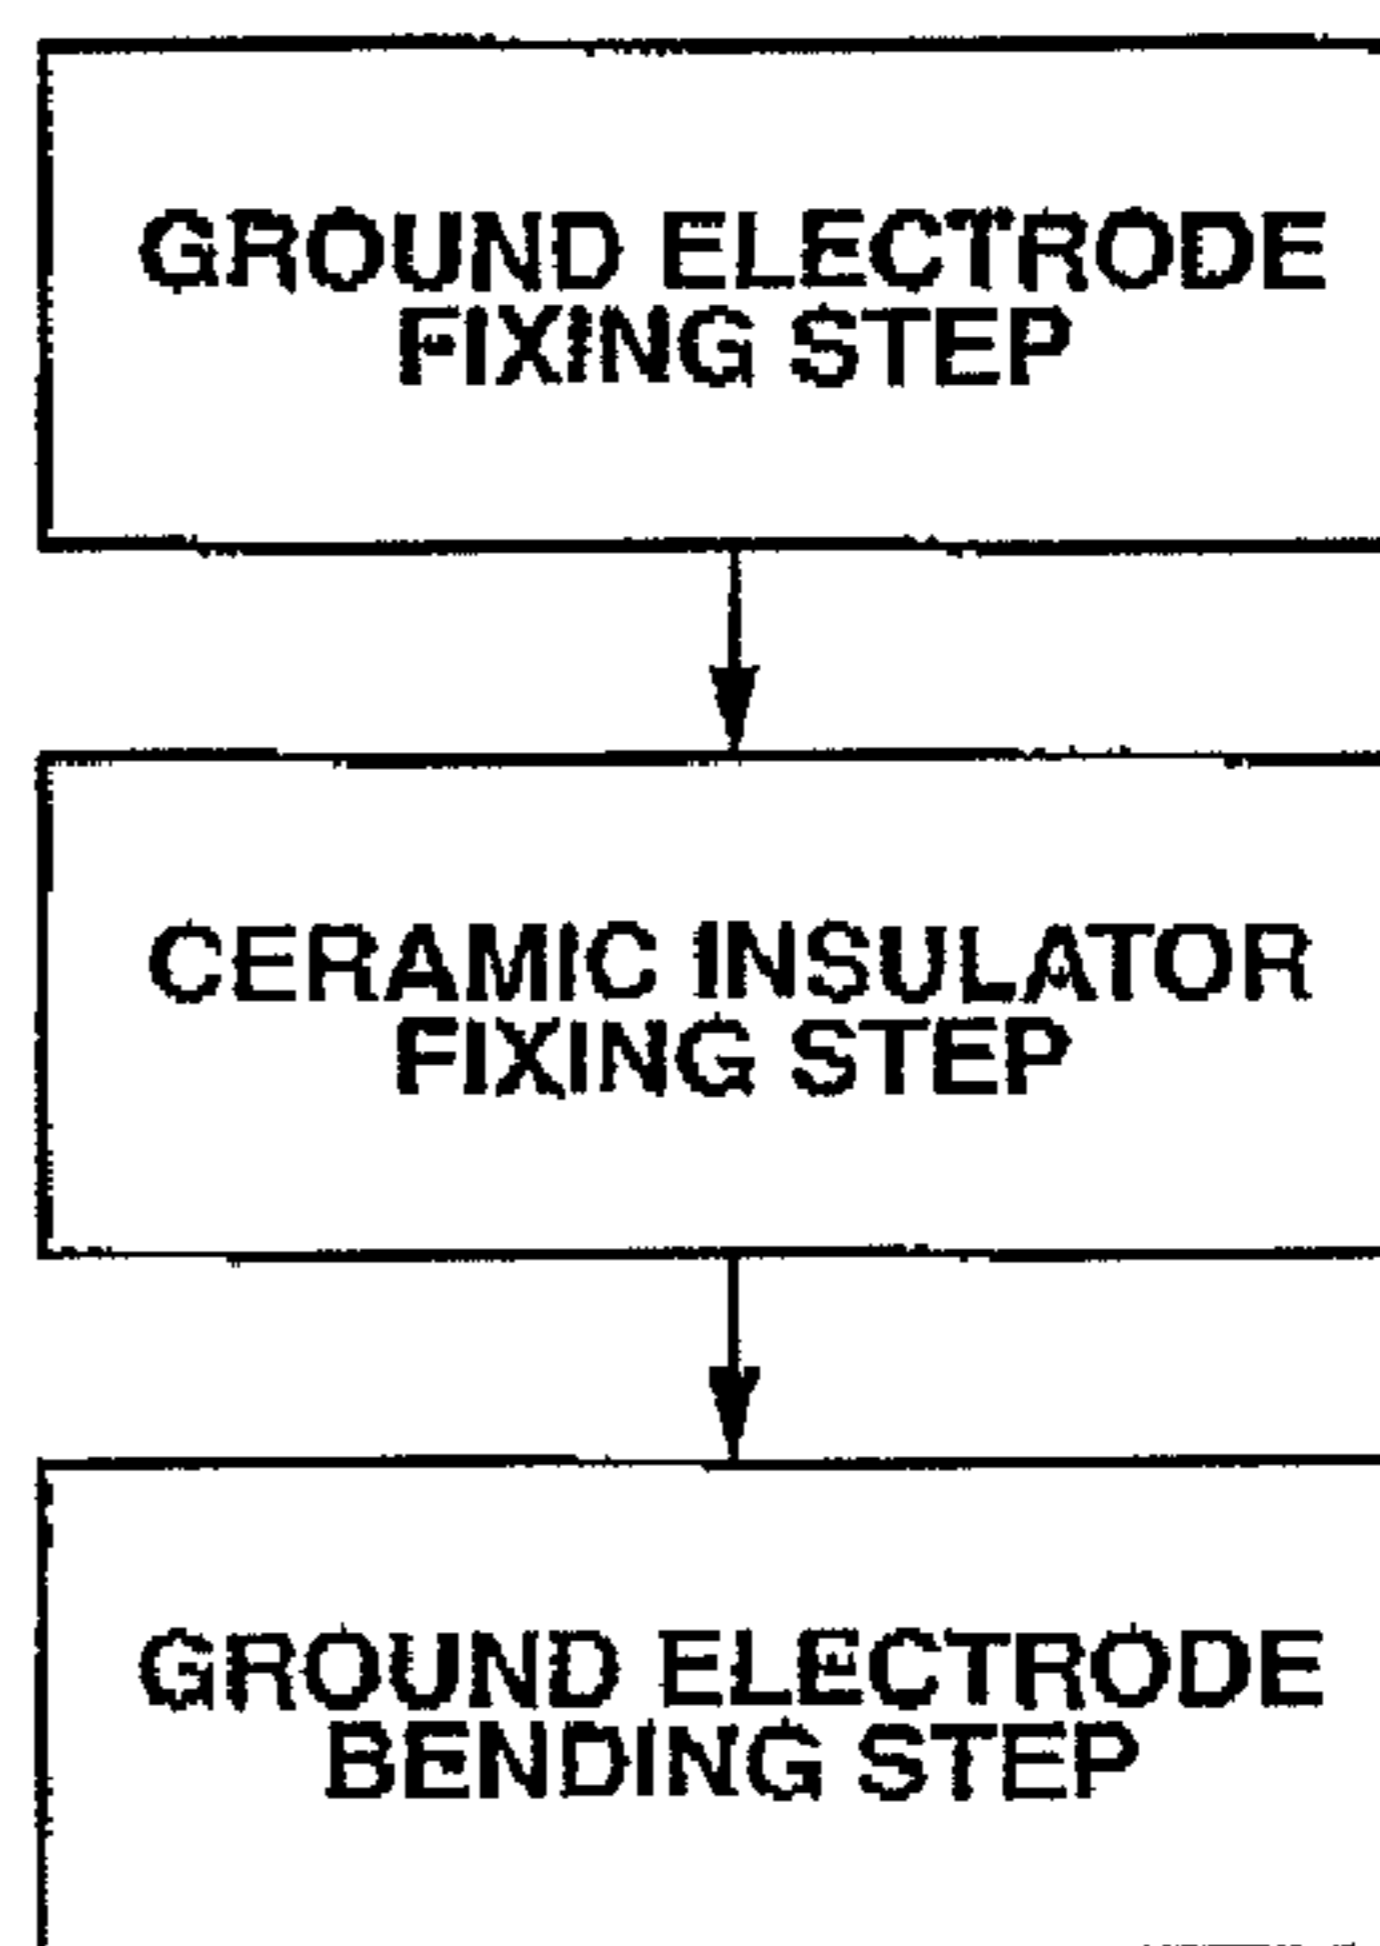 GROUND ELECTRODE
FIXING STEP
CERAMIC INSULATOR
FIXING STEP
GROUND ELECTRODE
BENDING STEP